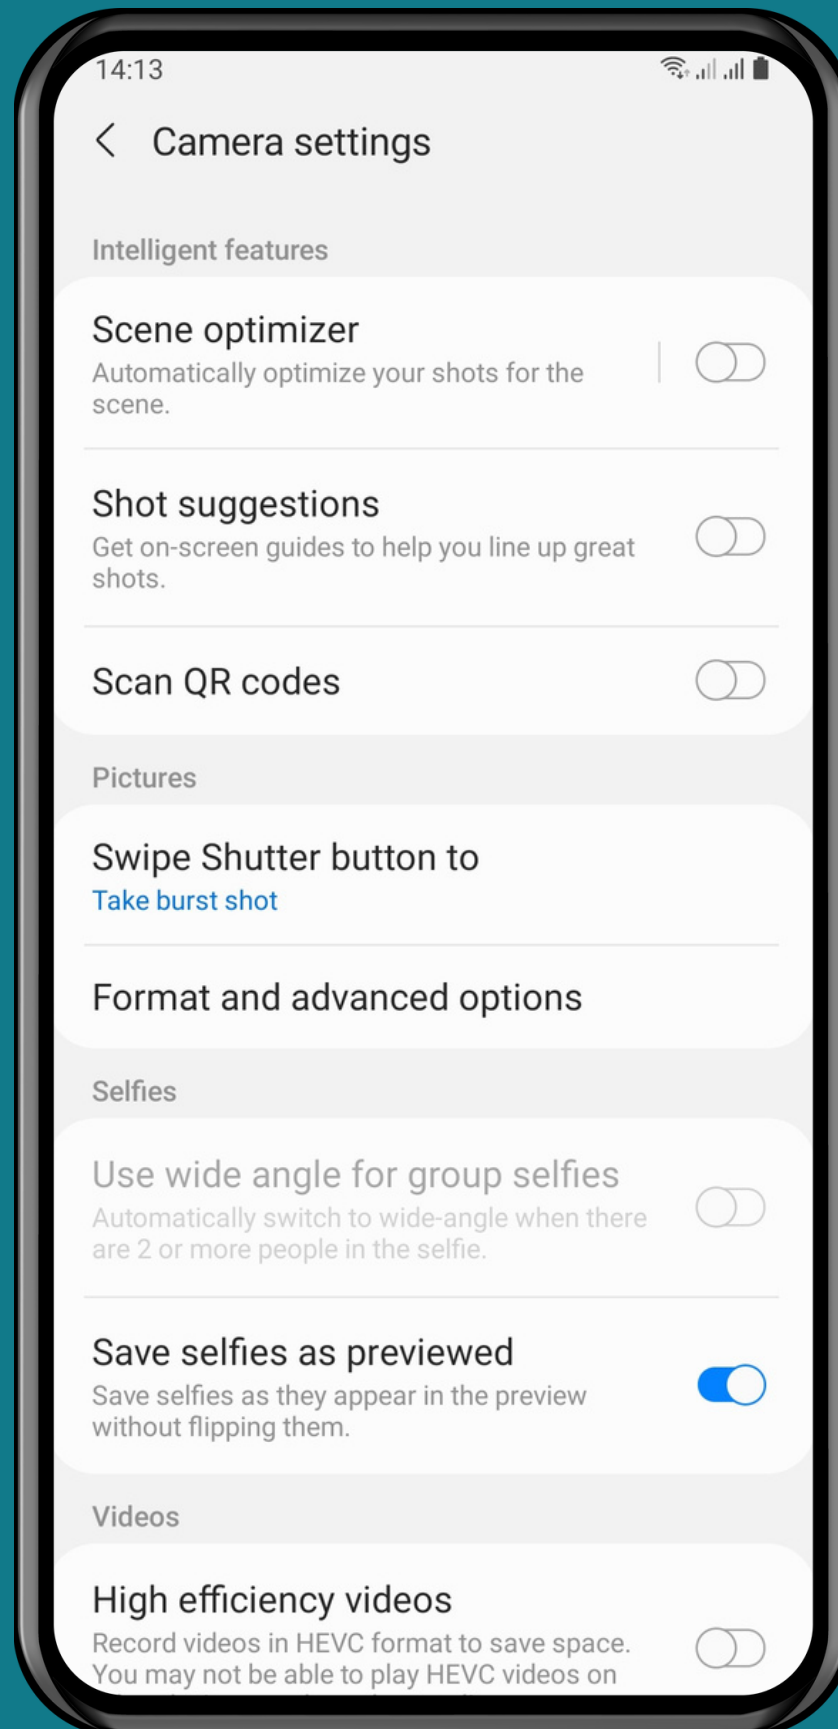 14:13
Camera settings
Intelligent features
Scene optimizer
Automatically optimize your shots for the
scene.
Shot suggestions
Get on-screen guides to help you line up great
shots.
Scan QR codes
Pictures
Swipe Shutter button to
Take burst shot
Format and advanced options
Selfies
Use wide angle for group selfies
Automatically switch to wide-angle when there
are 2 or more people in the selfie.
Save selfies as previewed
Save selfies as they appear in the preview
without flipping them.
Videos
High efficiency videos
Record videos in HEVC format to save space.
You may not be able to play HEVC videos on